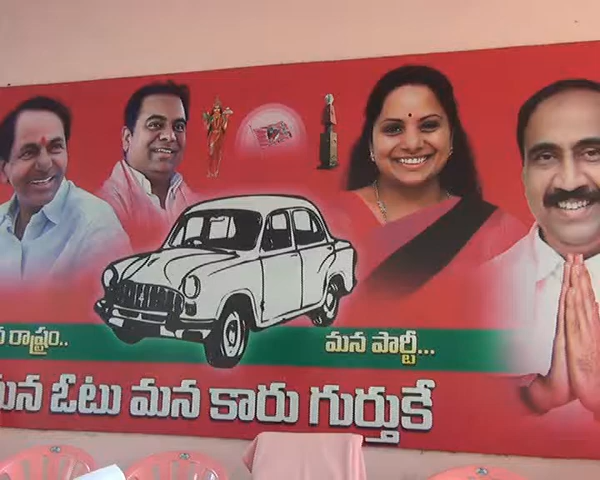 రాష్ట్రం.. మన పార్టీ...
మన ఓటు మన కారు గుర్తుకే